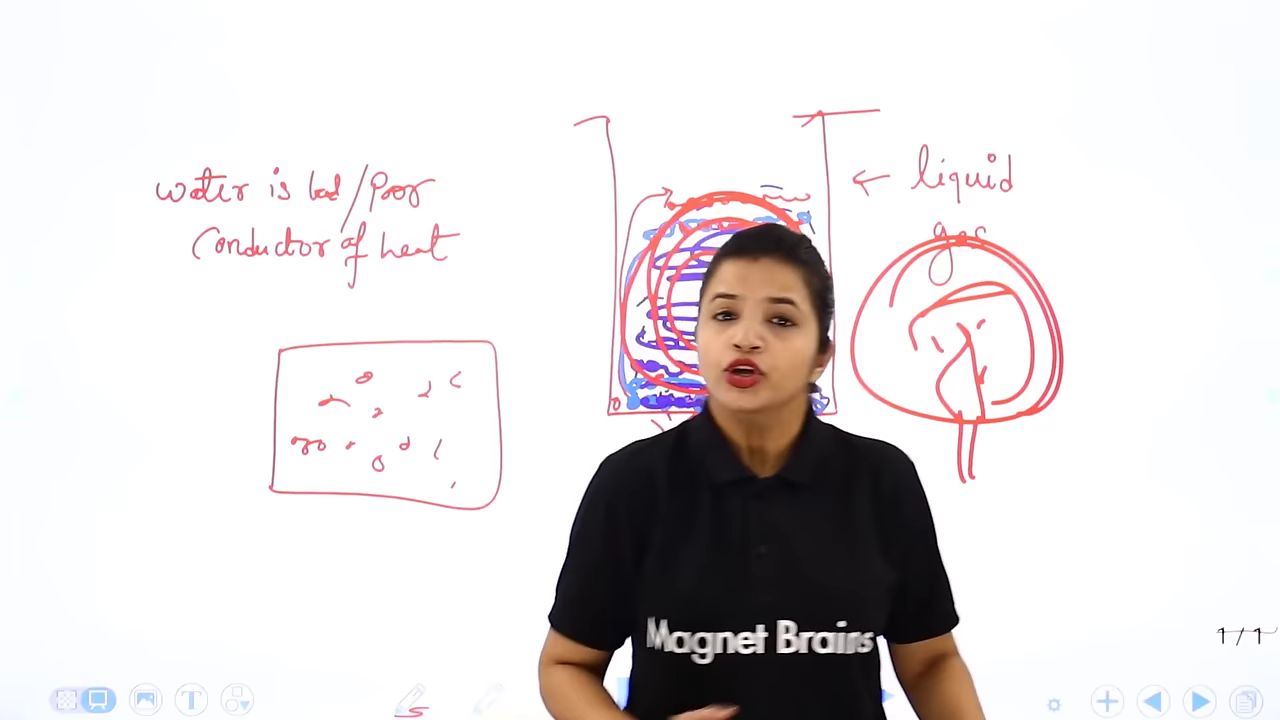 water is bad/Poor
Conductor of heat
← liquid
gas
Magnet Brains
1/1